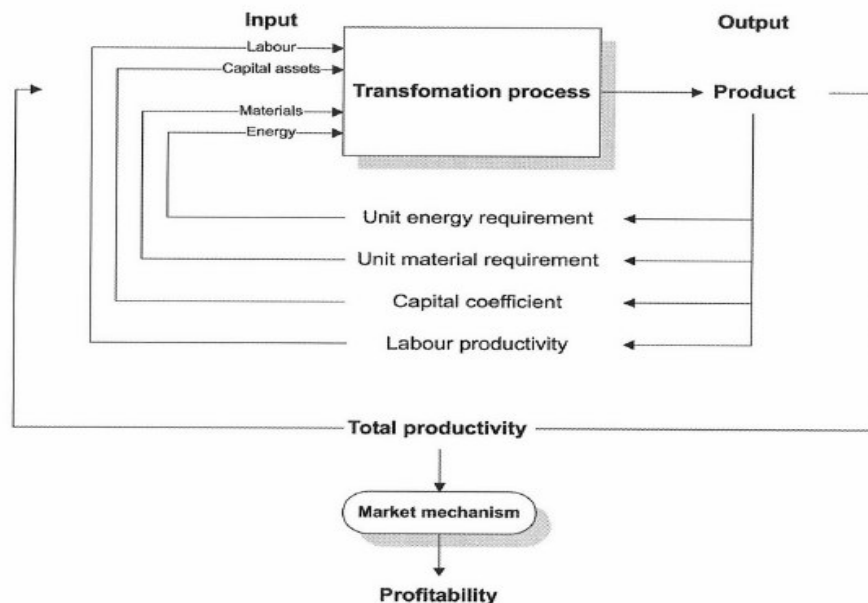 Input
Output
Labour
Capital assets
Transfomation process
Product
Materials
Energy
Unit energy requirement
Unit material requirement
Capital coefficient
Labour productivity
Total productivity
Market mechanism
Profitability